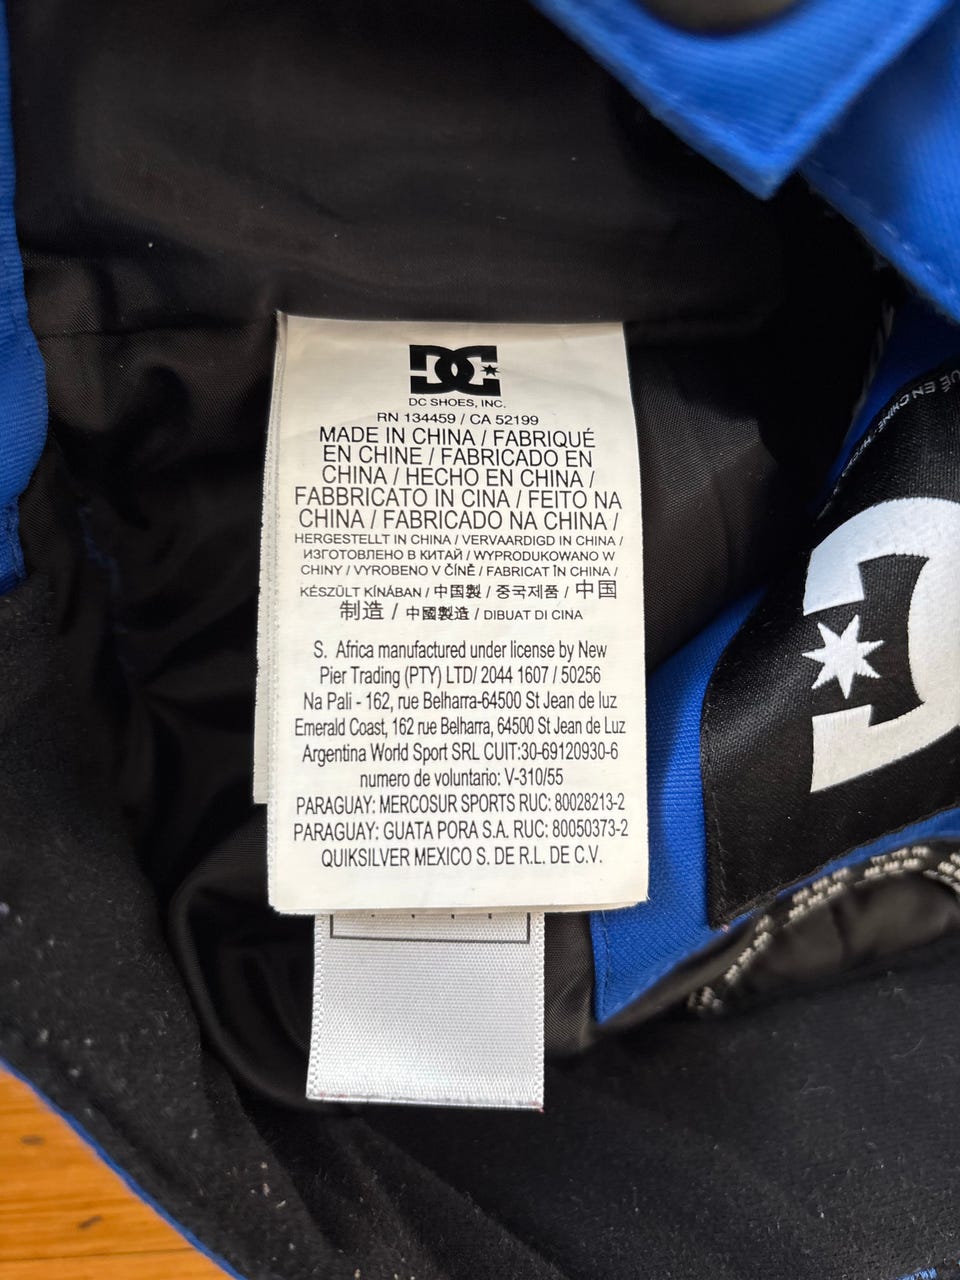 DC
DC SHOES, INC.
RN 134459 / CA 52199
MADE IN CHINA / FABRIQUÉ
EN CHINE / FABRICADO EN
CHINA / HECHO EN CHINA /
FABBRICATO IN CINA / FEITO NA
CHINA / FABRICADO NA CHINA /
HERGESTELLT IN CHINA / VERVAARDIGD IN CHINA /
ИЗГОТОВЛЕНО В КИТАЙ / WYPRODUKOWANO W
CHINY / VYROBENO V ČÍNĚ / FABRICAT ÎN CHINA /
KÉSZÜLT KÍNÁBAN / 中国製 / 중국제품 / 中国
制造 / 中國製造 / DIBUAT DI CINA
S. Africa manufactured under license by New
Pier Trading (PTY) LTD/ 2044 1607 / 50256
Na Pali - 162, rue Belharra-64500 St Jean de luz
Emerald Coast, 162 rue Belharra, 64500 St Jean de Luz
Argentina World Sport SRL CUIT:30-69120930-6
numero de voluntario: V-310/55
PARAGUAY: MERCOSUR SPORTS RUC: 80028213-2
PARAGUAY: GUATA PORA S.A. RUC: 80050373-2
QUIKSILVER MEXICO S. DE R.L. DE C.V.